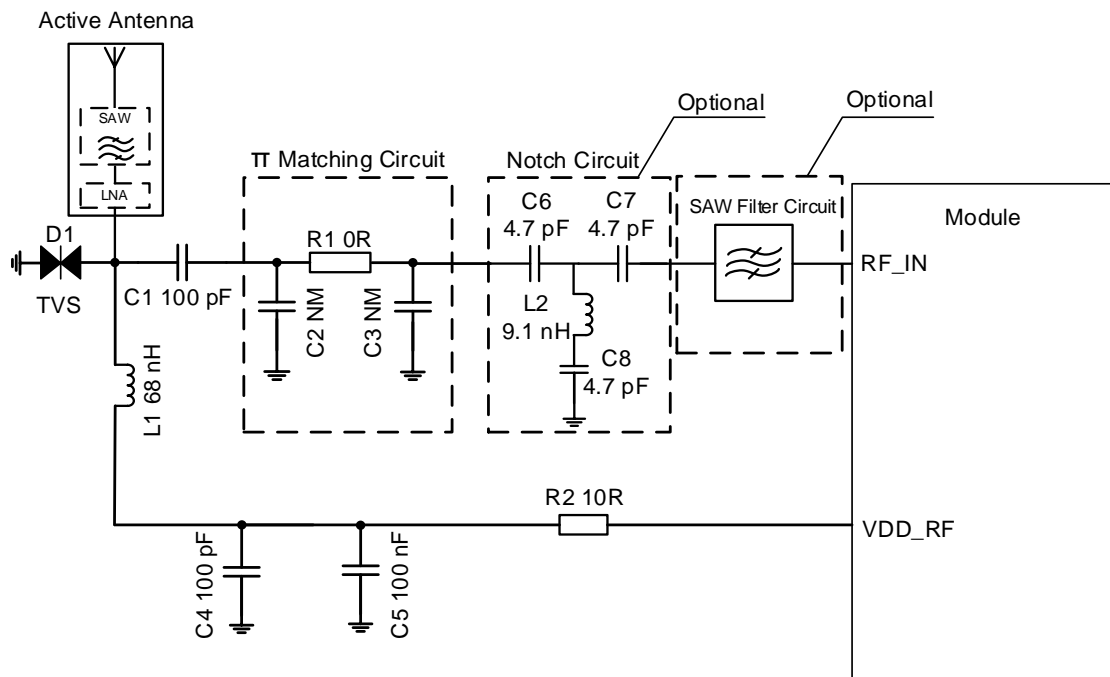 Active Antenna
SAW
LNA
D1
TVS
C1 100 pF
L1 68 nH
π Matching Circuit
R1 0R
C2 NM
C3 NM
Optional
Notch Circuit
C6
4.7 pF
C7
4.7 pF
L2
9.1 nH
C8
4.7 pF
Optional
SAW Filter Circuit
Module
RF_IN
R2 10R
VDD_RF
C4 100 pF
C5 100 nF